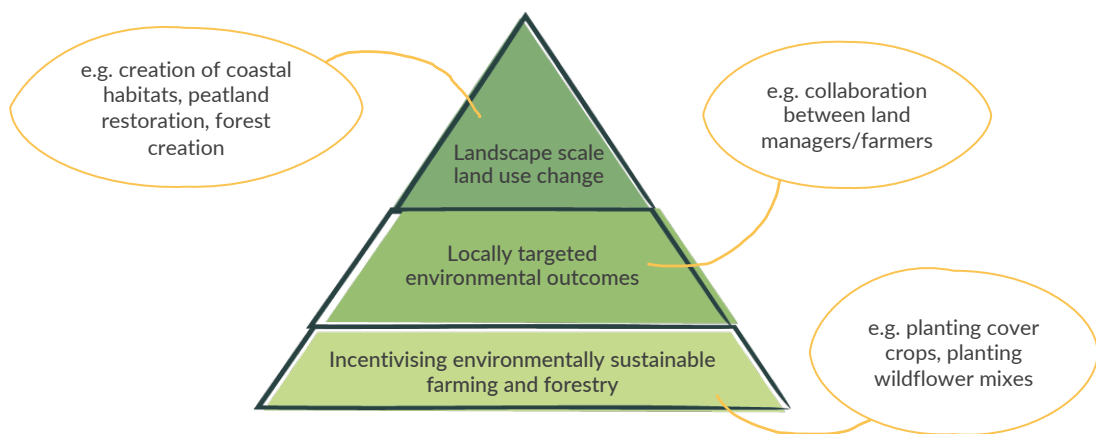 e.g. creation of coastal
habitats, peatland
restoration, forest
creation
Landscape scale
land use change
e.g. collaboration
between land
managers/farmers
Locally targeted
environmental outcomes
Incentivising environmentally sustainable
farming and forestry
e.g. planting cover
crops, planting
wildflower mixes